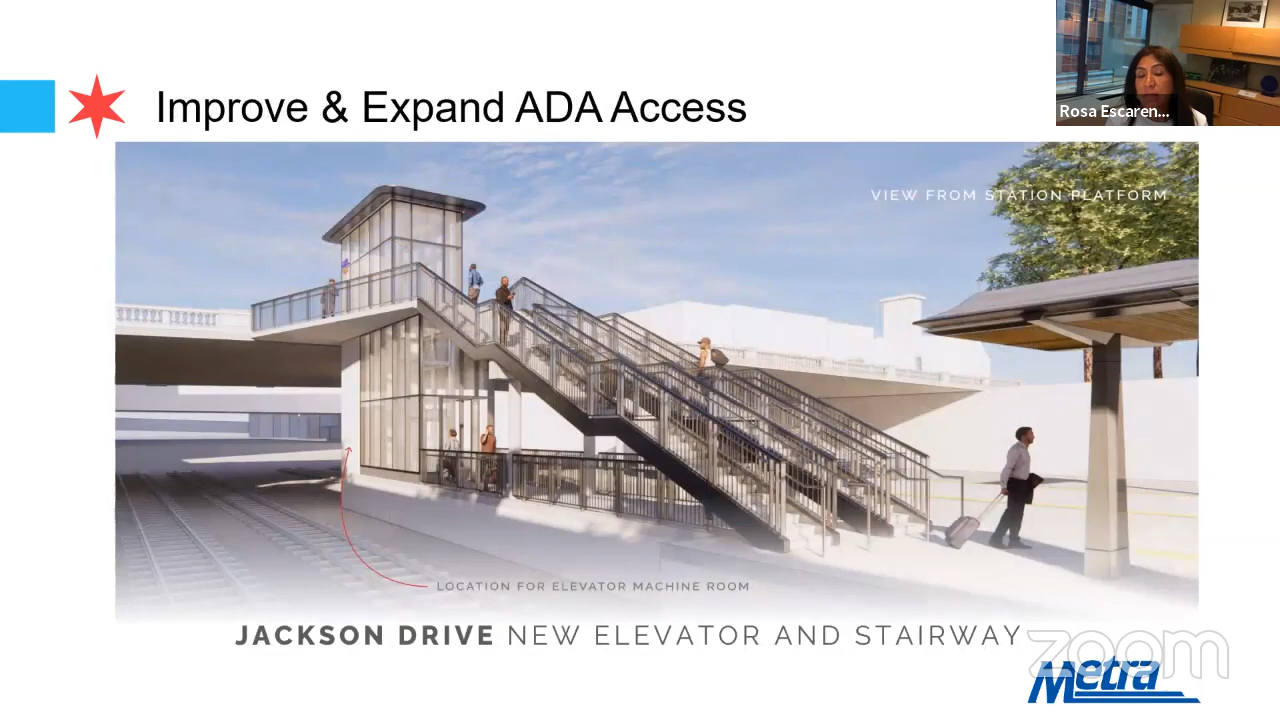 Improve & Expand ADA Access
Rosa Escaren...
VIEW FROM STATION PLATFORM
LOCATION FOR ELEVATOR MACHINE ROOM
JACKSON DRIVE NEW ELEVATOR AND STAIRWAY
zoom
Metra